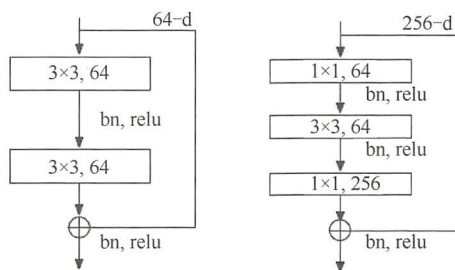 64-d
3×3, 64
bn, relu
3×3, 64
bn, relu
256-d
1×1, 64
bn, relu
3×3, 64
bn, relu
1×1, 256
bn, relu